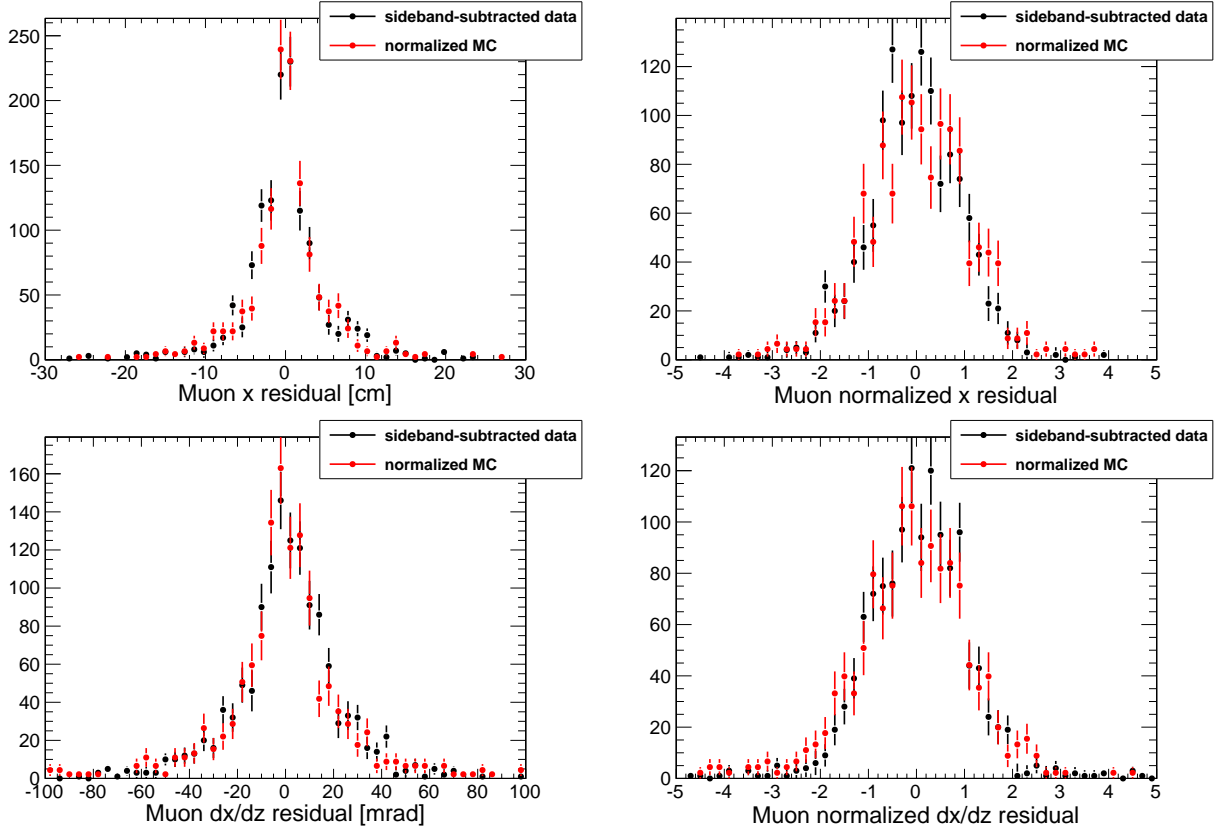 sideband-subtracted data
normalized MC
250
200
150
100
50
0
-30 -20 -10 0 10 20 30
Muon x residual [cm]
sideband-subtracted data
normalized MC
120
100
80
60
40
20
0
-5 -4 -3 -2 -1 0 1 2 3 4 5
Muon normalized x residual
sideband-subtracted data
normalized MC
160
140
120
100
80
60
40
20
0
-100 -80 -60 -40 -20 0 20 40 60 80 100
Muon dx/dz residual [mrad]
sideband-subtracted data
normalized MC
120
100
80
60
40
20
0
-5 -4 -3 -2 -1 0 1 2 3 4 5
Muon normalized dx/dz residual